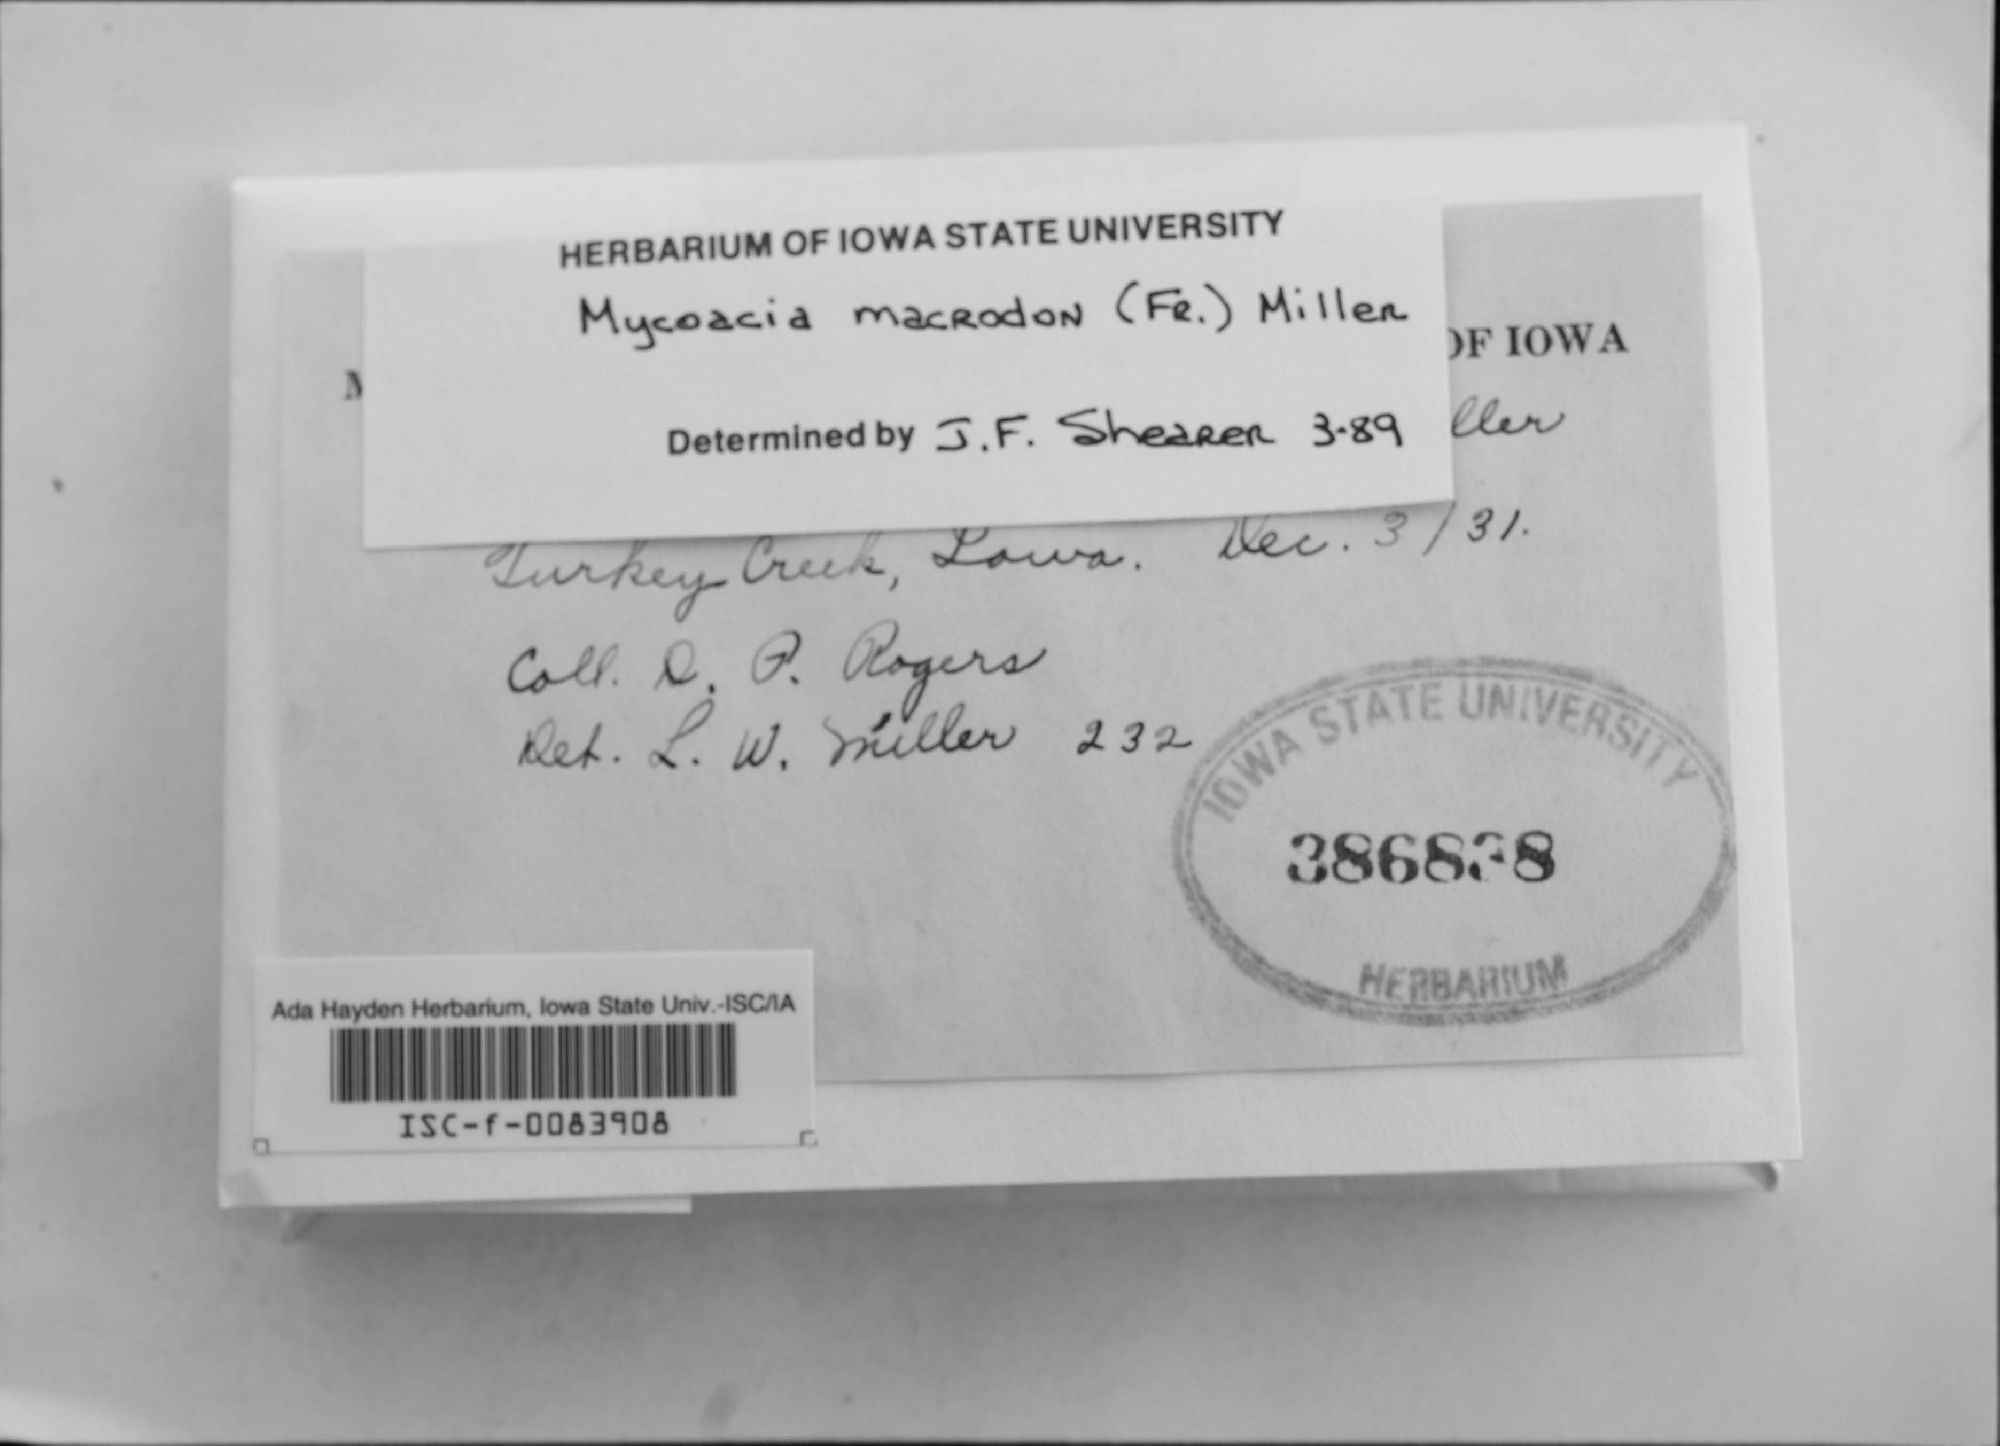 HERBARIUM OF IOWA STATE UNIVERSITY
Mycoacia macrodon (Fr.) Miller
OF IOWA
Determined by J.F. Shearer 3-89
ller
Turkey Creek, Iowa. Dec. 3/31.
Coll. D. P. Rogers
Det. L. W. Miller 232
IOWA STATE UNIVERSITY
386838
HERBARIUM
Ada Hayden Herbarium, Iowa State Univ.-ISC/IA
ISC-f-0083908